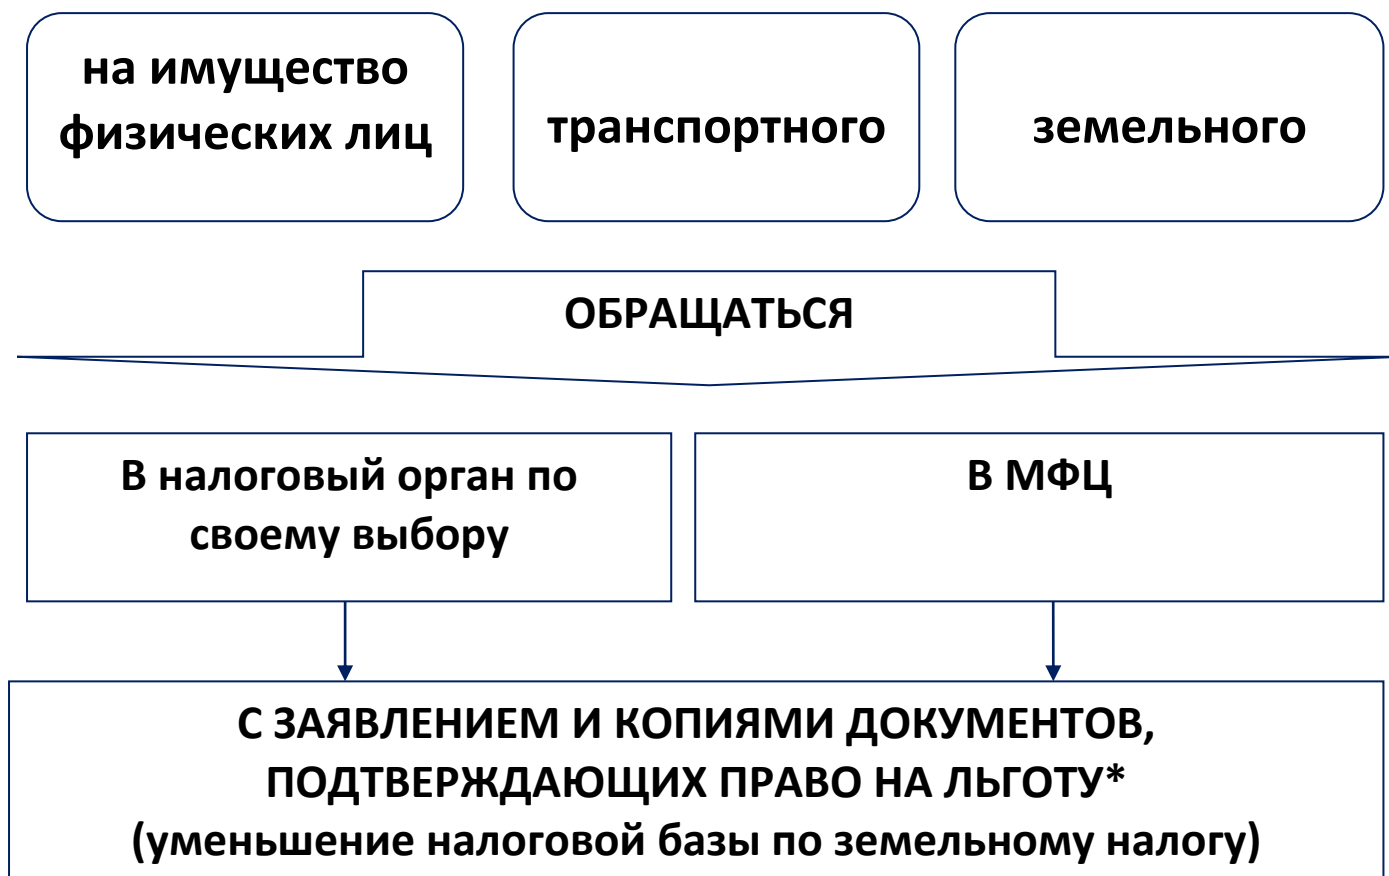 на имущество
физических лиц
транспортного
земельного
ОБРАЩАТЬСЯ
В налоговый орган по
своему выбору
В МФЦ
С ЗАЯВЛЕНИЕМ И КОПИЯМИ ДОКУМЕНТОВ,
ПОДТВЕРЖДАЮЩИХ ПРАВО НА ЛЬГОТУ*
(уменьшение налоговой базы по земельному налогу)